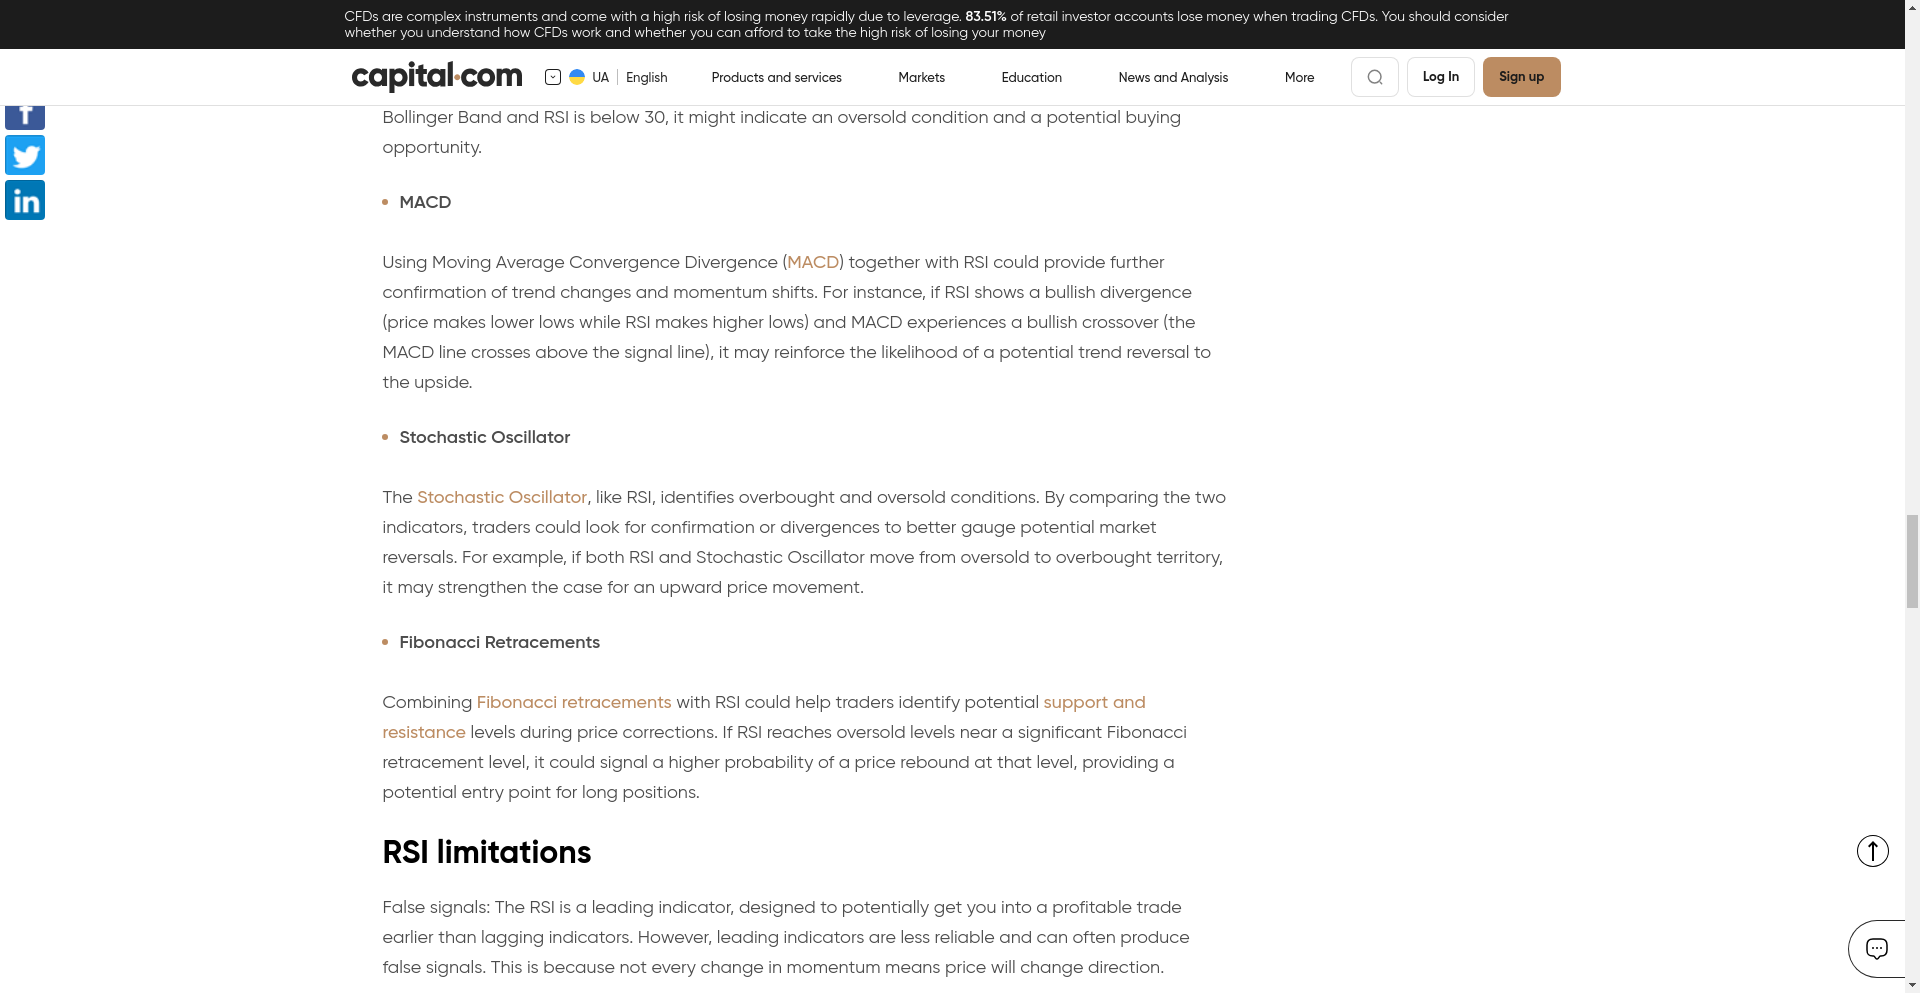 CFDs are complex instruments and come with a high risk of losing money rapidly due to leverage. 83.51% of retail investor accounts lose money when trading CFDs. You should consider
whether you understand how CFDs work and whether you can afford to take the high risk of losing your money
capital.com
UA
English
Products and services
Markets
Education
News and Analysis
More
Log In
Sign up
f
in
Bollinger Band and RSI is below 30, it might indicate an oversold condition and a potential buying
opportunity.
MACD
Using Moving Average Convergence Divergence (MACD) together with RSI could provide further
confirmation of trend changes and momentum shifts. For instance, if RSI shows a bullish divergence
(price makes lower lows while RSI makes higher lows) and MACD experiences a bullish crossover (the
MACD line crosses above the signal line), it may reinforce the likelihood of a potential trend reversal to
the upside.
Stochastic Oscillator
The Stochastic Oscillator, like RSI, identifies overbought and oversold conditions. By comparing the two
indicators, traders could look for confirmation or divergences to better gauge potential market
reversals. For example, if both RSI and Stochastic Oscillator move from oversold to overbought territory,
it may strengthen the case for an upward price movement.
Fibonacci Retracements
Combining Fibonacci retracements with RSI could help traders identify potential support and
resistance levels during price corrections. If RSI reaches oversold levels near a significant Fibonacci
retracement level, it could signal a higher probability of a price rebound at that level, providing a
potential entry point for long positions.
RSI limitations
False signals: The RSI is a leading indicator, designed to potentially get you into a profitable trade
earlier than lagging indicators. However, leading indicators are less reliable and can often produce
false signals. This is because not every change in momentum means price will change direction.